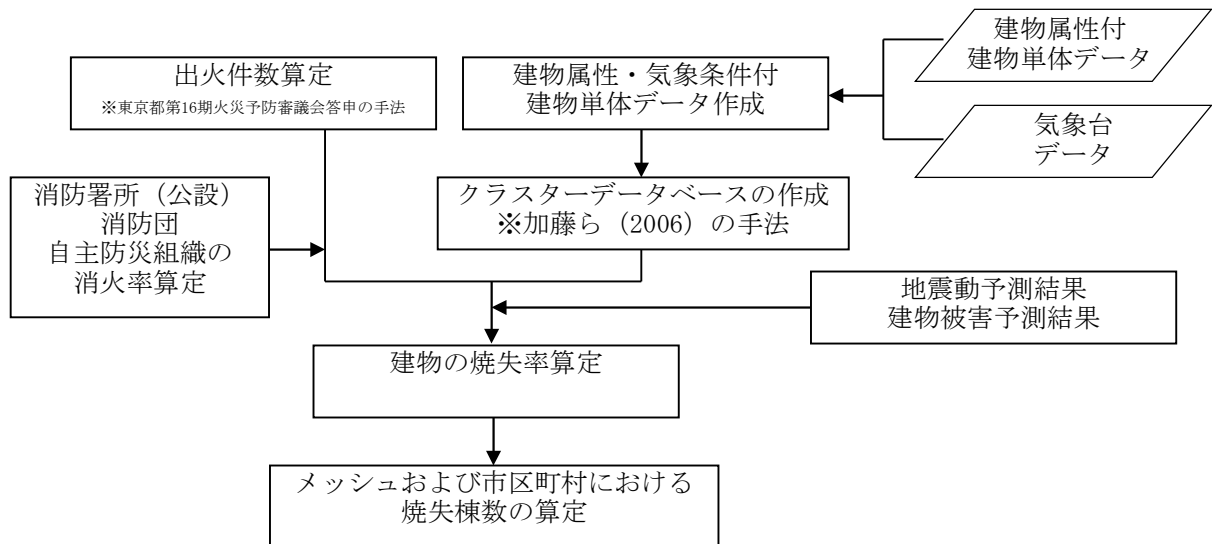 建物属性付
建物単体データ
出火件数算定
※東京都第16期火災予防審議会答申の手法
建物属性・気象条件付
建物単体データ作成
気象台
データ
消防署所（公設）
消防団
自主防災組織の
消火率算定
クラスターデータベースの作成
※加藤ら（2006）の手法
地震動予測結果
建物被害予測結果
建物の焼失率算定
メッシュおよび市区町村における
焼失棟数の算定